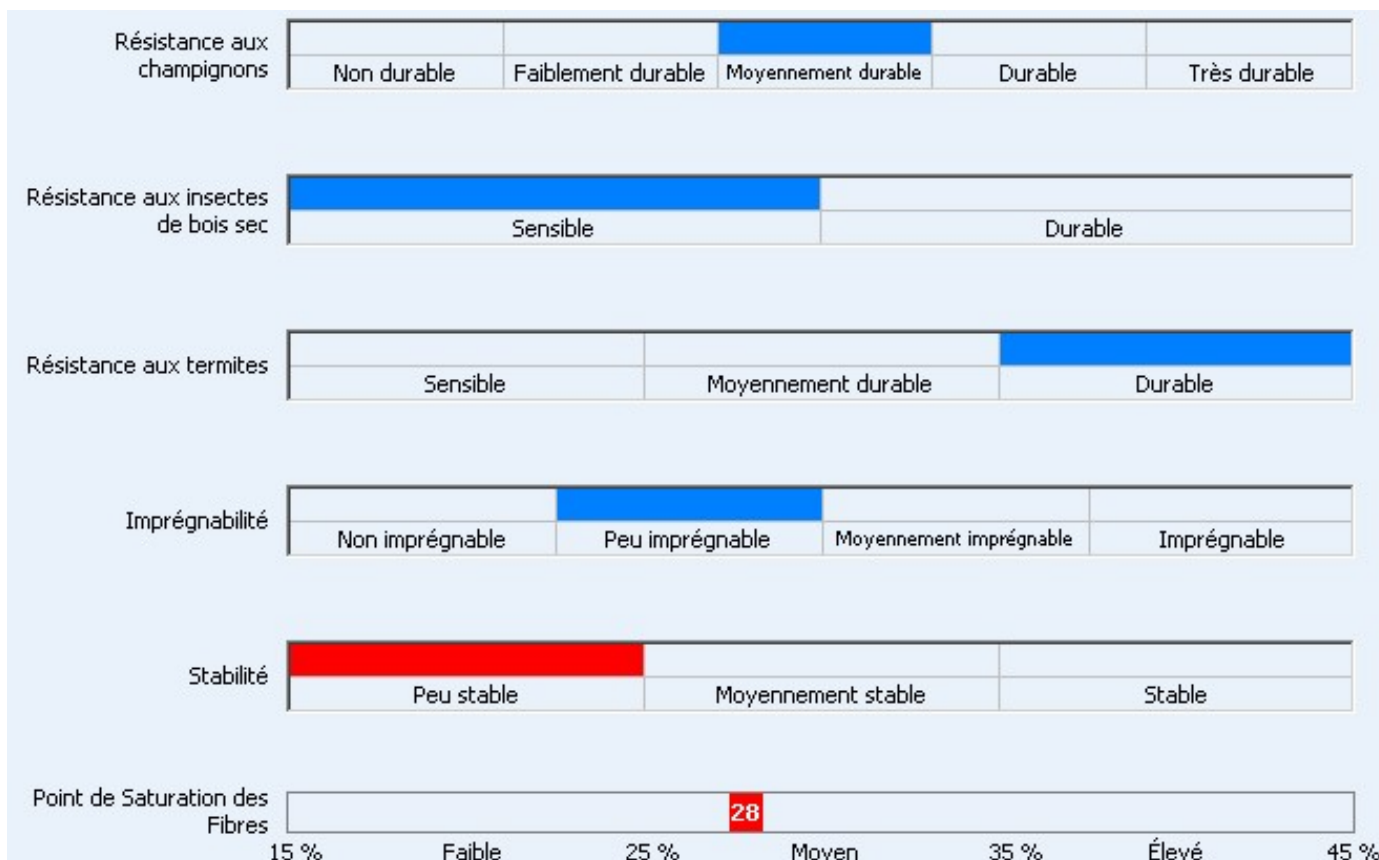 Résistance aux
champignons
Non durable Faiblement durable Moyennement durable Durable Très durable
Résistance aux insectes
de bois sec
Sensible Durable
Résistance aux termites
Sensible Moyennement durable Durable
Imprégnabilité
Non imprégnable Peu imprégnable Moyennement imprégnable Imprégnable
Stabilité
Peu stable Moyennement stable Stable
Point de Saturation des
Fibres
28
15 % Faible 25 % Moyen 35 % Élevé 45 %